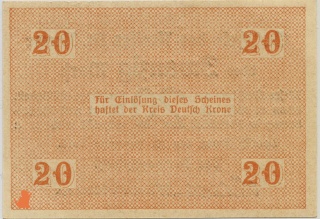 20 20
Für Einlösung dieses Scheines
haftet der Kreis Deutsch Krone
20 20